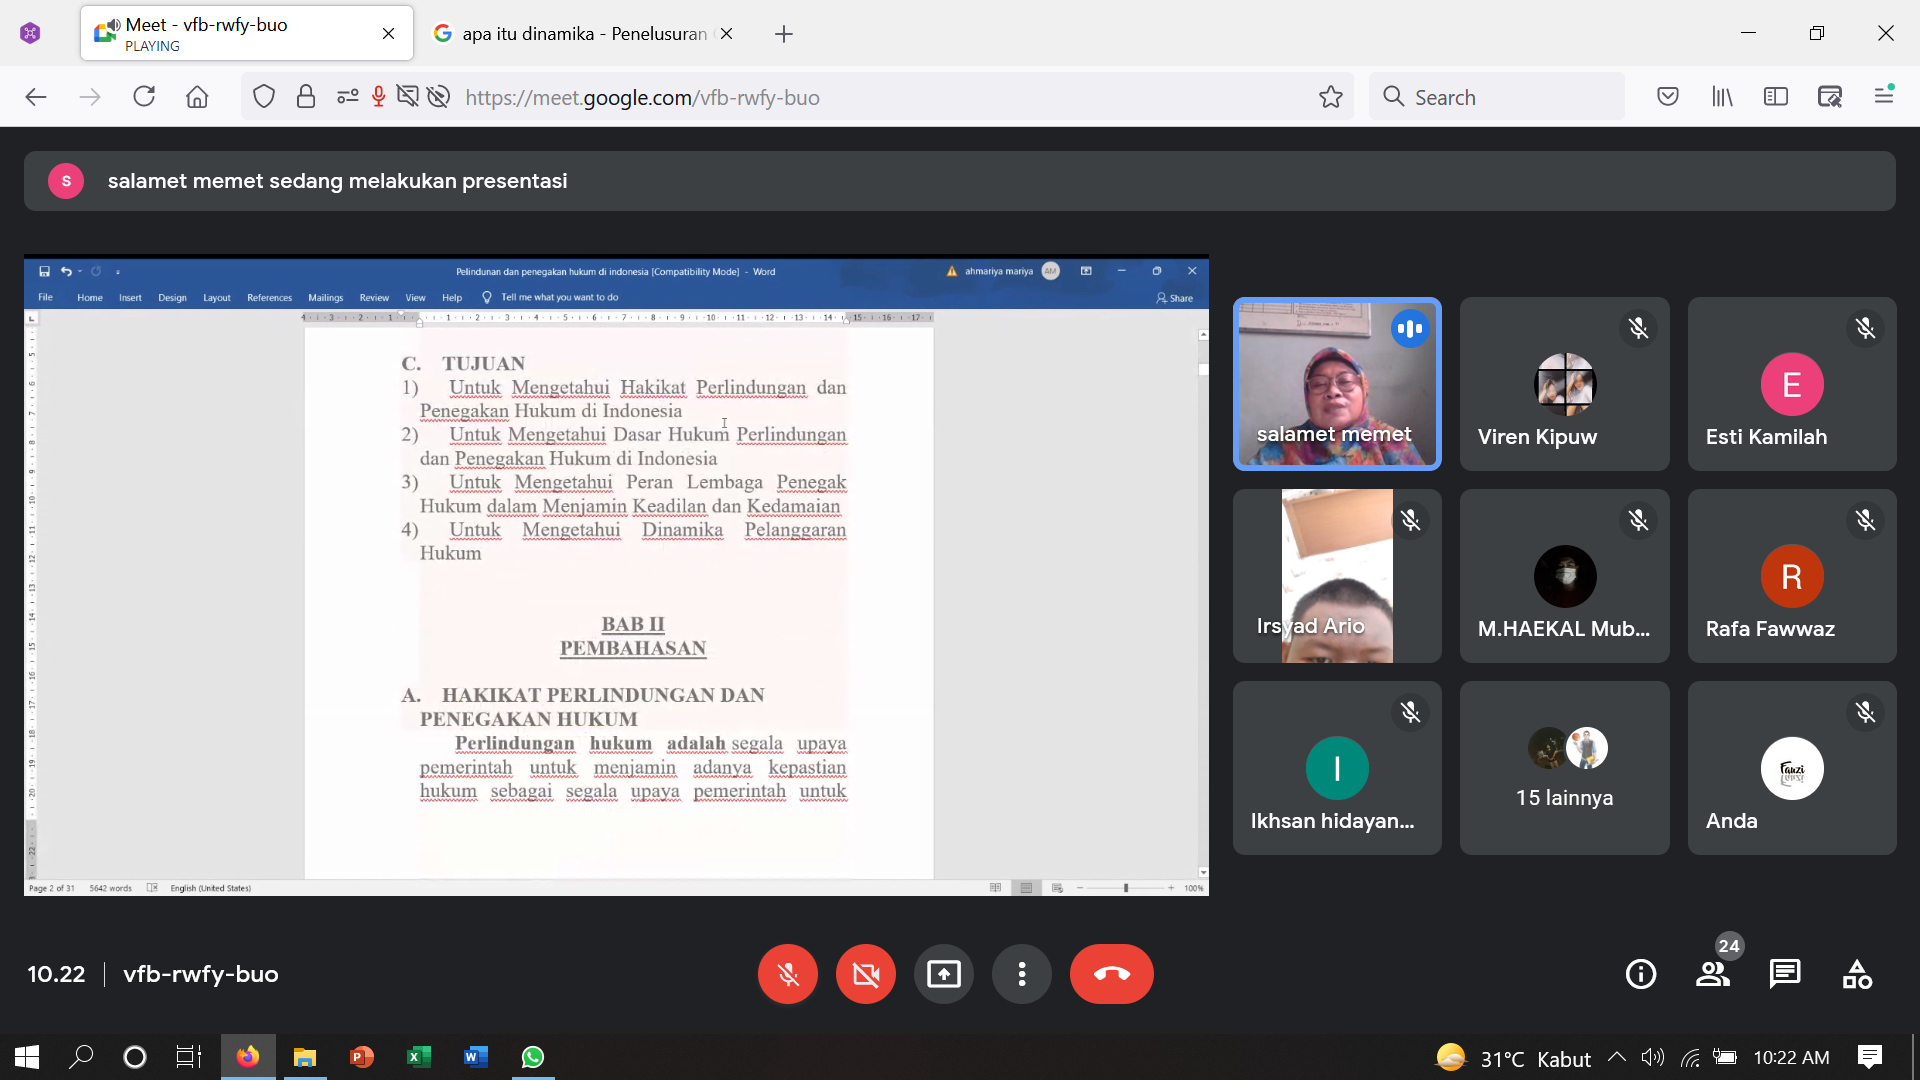 Meet - vfb-rwfy-buo
PLAYING
apa itu dinamika - Penelusuran
https://meet.google.com/vfb-rwfy-buo
Search
S
salamet memet sedang melakukan presentasi
Pelindunan dan penegakan hukum di indonesia [Compatibility Mode] - Word
ahmariya mariya
AM
File Home Insert Design Layout References Mailings Review View Help Tell me what you want to do
Share
C. TUJUAN
1) Untuk Mengetahui Hakikat Perlindungan dan
Penegakan Hukum di Indonesia
2) Untuk Mengetahui Dasar Hukum Perlindungan
dan Penegakan Hukum di Indonesia
3) Untuk Mengetahui Peran Lembaga Penegak
Hukum dalam Menjamin Keadilan dan Kedamaian
4) Untuk Mengetahui Dinamika Pelanggaran
Hukum
BAB II
PEMBAHASAN
A. HAKIKAT PERLINDUNGAN DAN
PENEGAKAN HUKUM
Perlindungan hukum adalah segala upaya
pemerintah untuk menjamin adanya kepastian
hukum sebagai segala upaya pemerintah untuk
Page 2 of 31 5642 words English (United States)
100%
salamet memet
Viren Kipuw
E
Esti Kamilah
Irsyad Ario
M.HAEKAL Mub...
R
Rafa Fawwaz
I
Ikhsan hidayan...
15 lainnya
Fauzi
Anda
10.22 vfb-rwfy-buo
24
31°C Kabut
10:22 AM